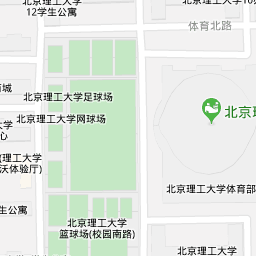 北京理工大学
12学生公寓
体育北路
北京理工大学足球场
北京理工大学网球场
北京理
理工大学
沃体验厅)
心
北京理工大学体育部
生公寓
北京理工大学
篮球场(校园南路)
北京理工大学